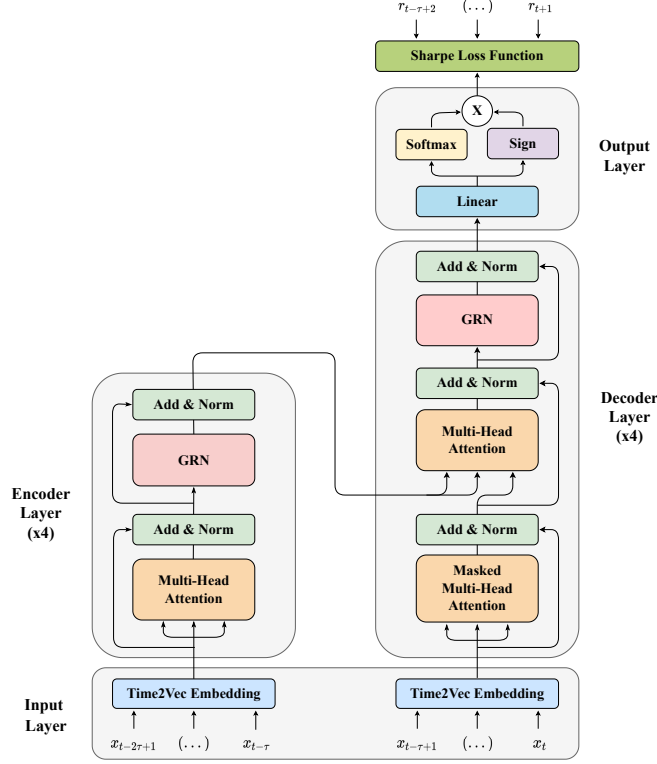 r_{t-τ+2} (...) r_{t+1}
Sharpe Loss Function
X
Softmax
Sign
Output
Layer
Linear
Add & Norm
GRN
Add & Norm
Decoder
Layer
(x4)
Multi-Head
Attention
Add & Norm
Masked
Multi-Head
Attention
Add & Norm
GRN
Encoder
Layer
(x4)
Add & Norm
Multi-Head
Attention
Input
Layer
Time2Vec Embedding
Time2Vec Embedding
x_{t-2τ+1} (...) x_{t-τ}
x_{t-τ+1} (...) x_t